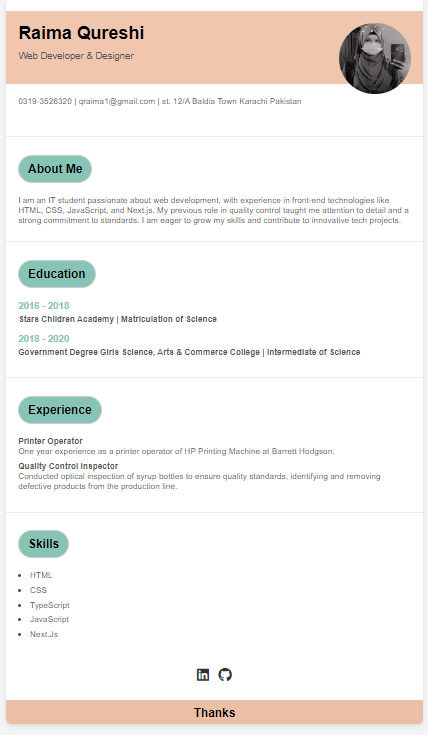 Raima Qureshi
Web Developer & Designer
0319-3526320 | qraima1@gmail.com | st. 12/A Baldia Town Karachi Pakistan
About Me
I am an IT student passionate about web development, with experience in front-end technologies like
HTML, CSS, JavaScript, and Next.js. My previous role in quality control taught me attention to detail and a
strong commitment to standards. I am eager to grow my skills and contribute to innovative tech projects.
Education
2016 - 2018
Stars Children Academy | Matriculation of Science
2018 - 2020
Government Degree Girls Science, Arts & Commerce College | Intermediate of Science
Experience
Printer Operator
One year experience as a printer operator of HP Printing Machine at Barrett Hodgson.
Quality Control Inspector
Conducted optical inspection of syrup bottles to ensure quality standards, identifying and removing
defective products from the production line.
Skills
HTML
CSS
TypeScript
JavaScript
Next.Js
Thanks